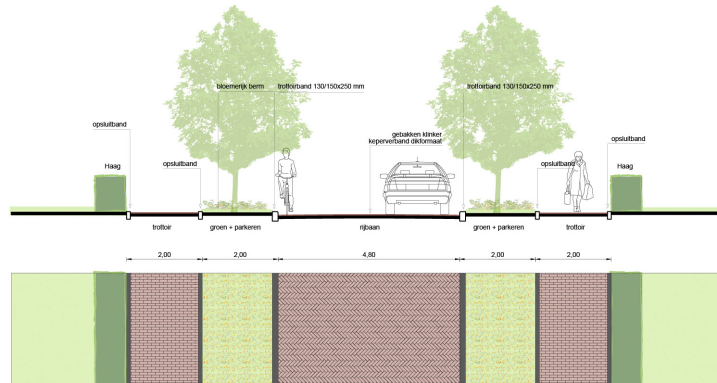 bloemerijk berm
trottoirband 130/150x250 mm
trottoirband 130/150x250 mm
gebakken klinker
keperverband dikformaat
opsluitband
opsluitband
Haag
opsluitband
opsluitband
Haag
trottoir
groen + parkeren
rijbaan
groen + parkeren
trottoir
2,00
2,00
4,80
2,00
2,00